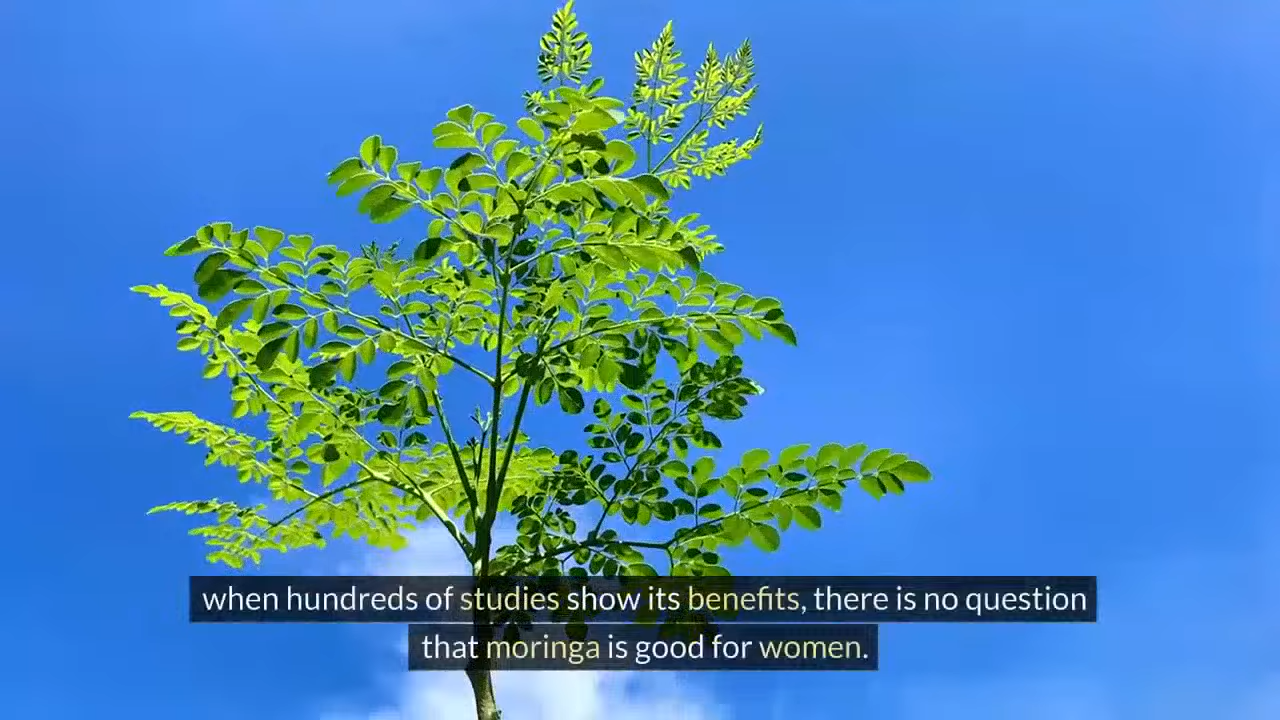 when hundreds of studies show its benefits, there is no question
that moringa is good for women.